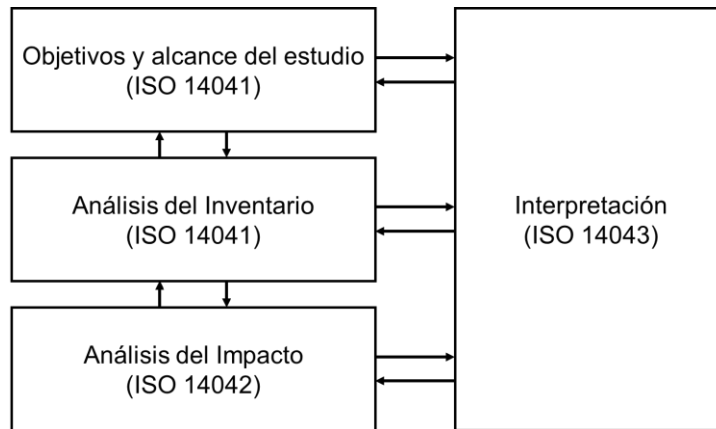 Objetivos y alcance del estudio
(ISO 14041)
Análisis del Inventario
(ISO 14041)
Interpretación
(ISO 14043)
Análisis del Impacto
(ISO 14042)